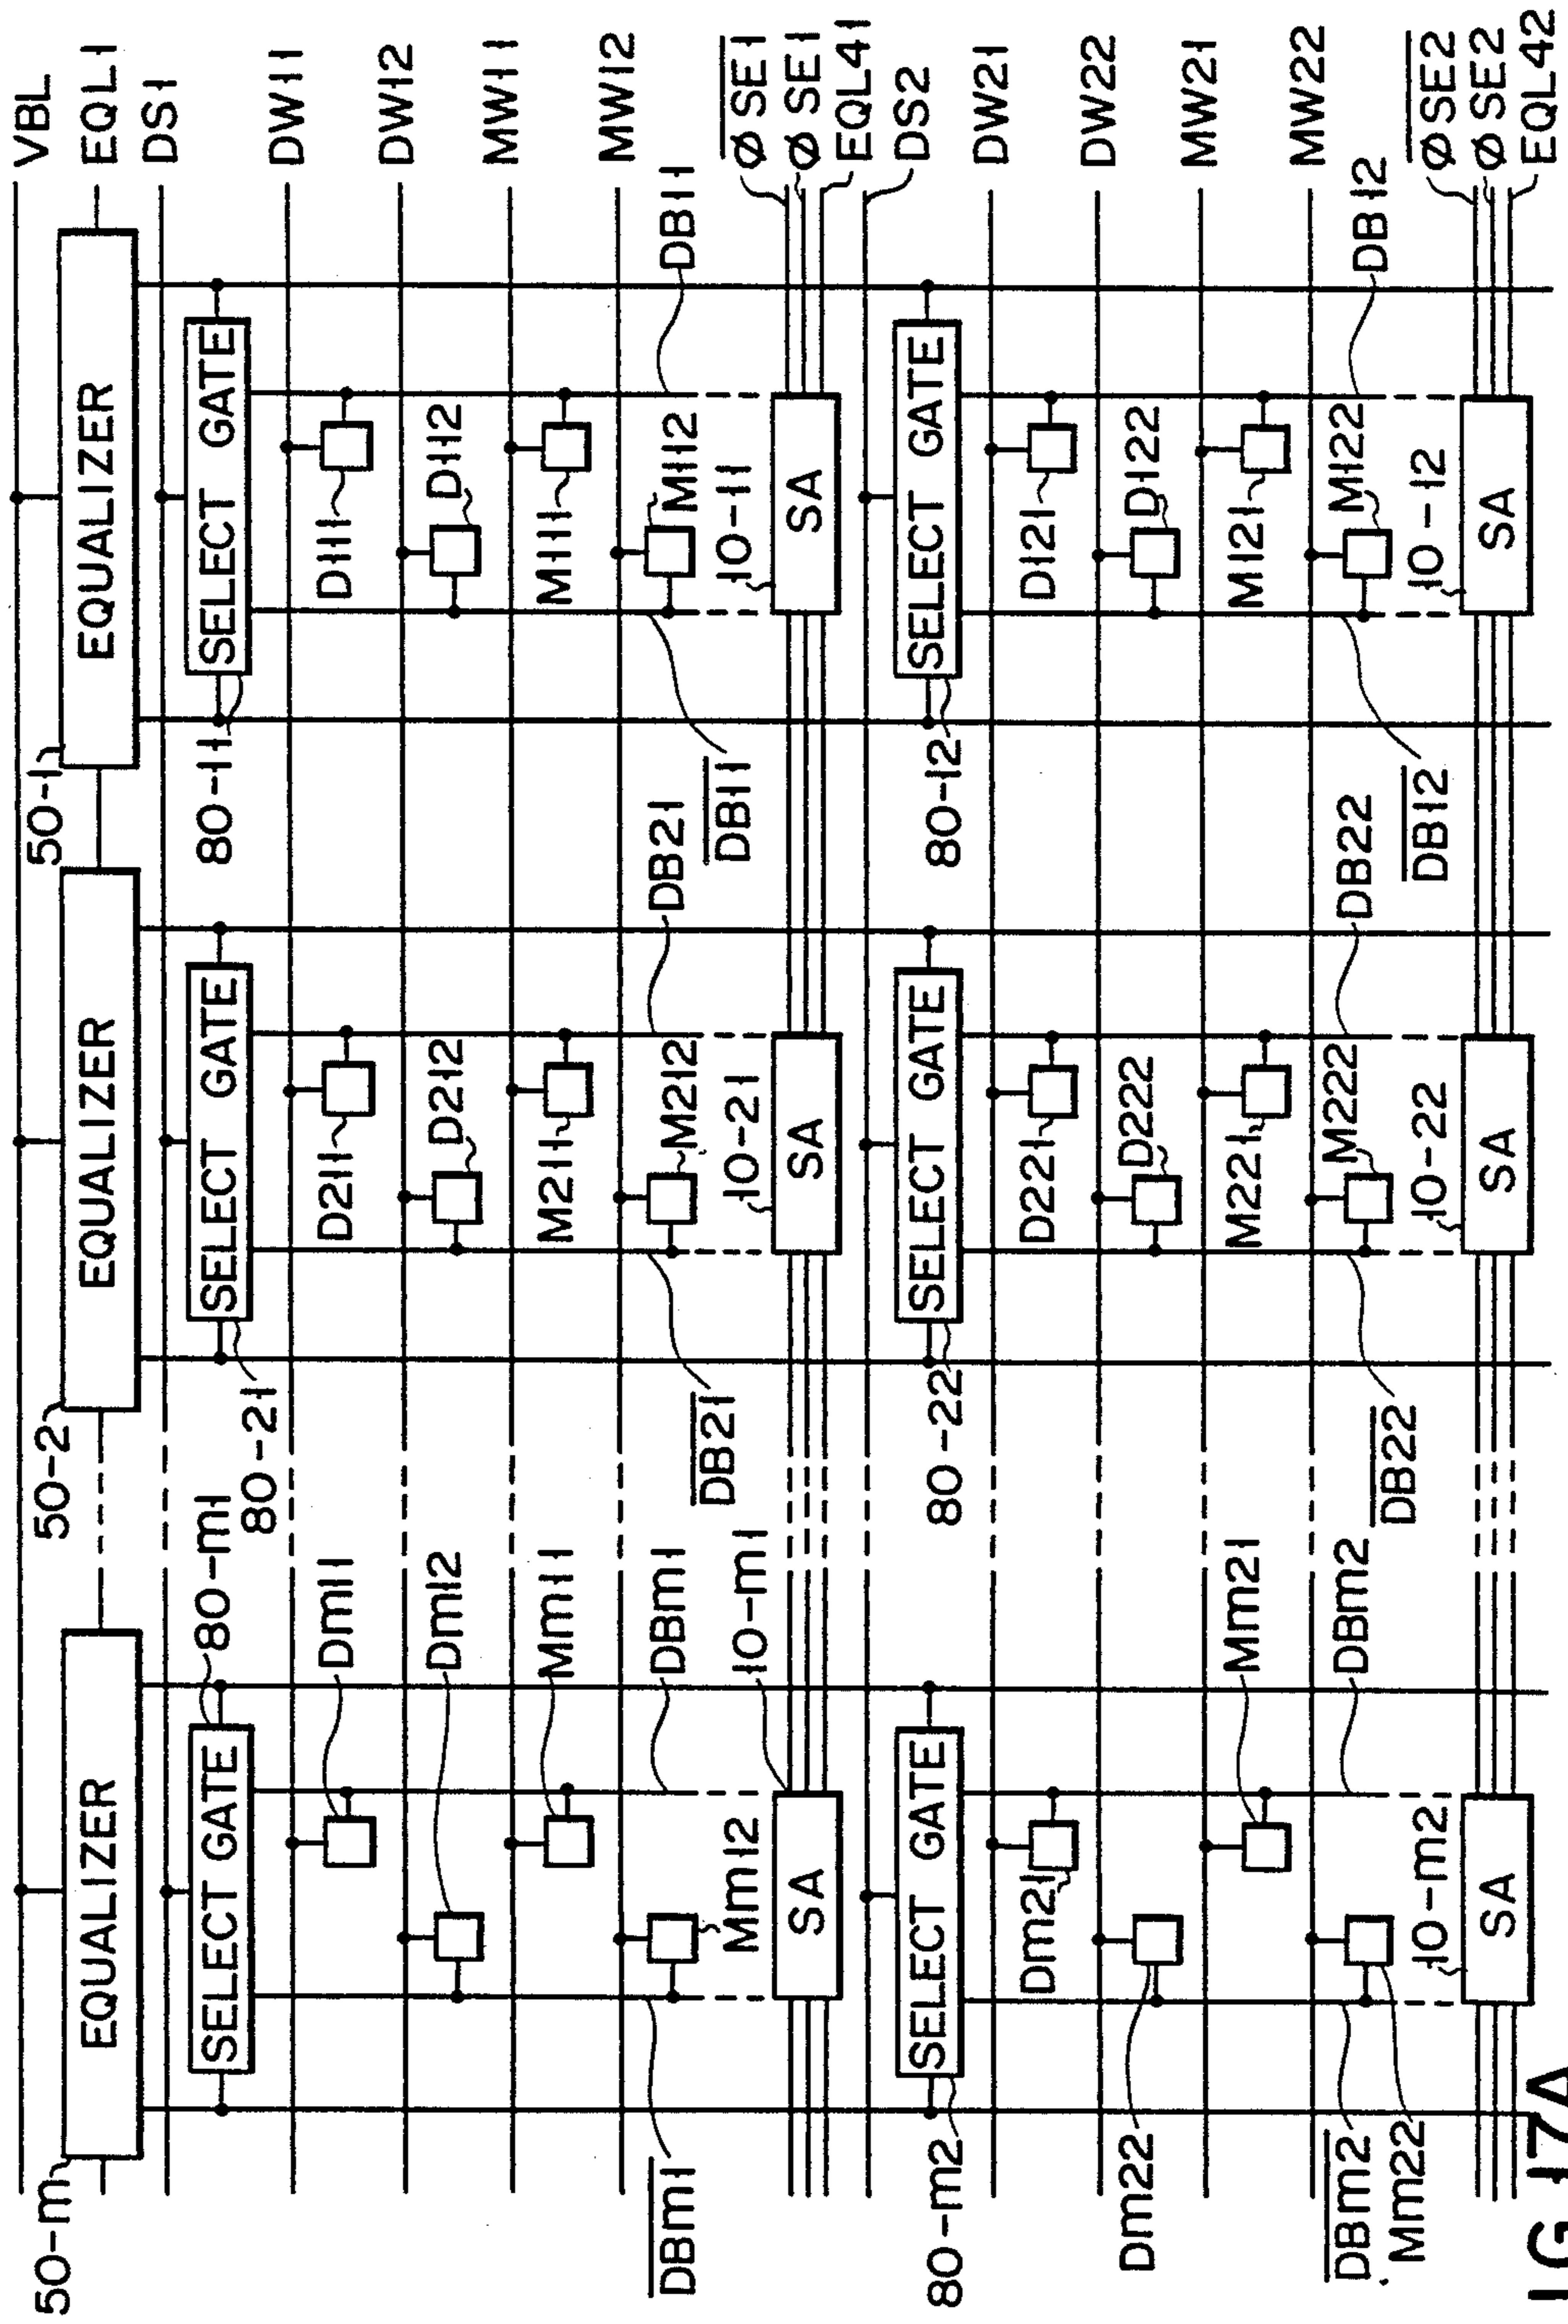 VBL
EQUALIZER
EQUALIZER
EQUALIZER
EQL1
50-m
50-2
50-1
DS1
SELECT GATE
SELECT GATE
SELECT GATE
80-m1
80-21
80-11
DW11
Dm11
D211
D111
DW12
Dm12
D212
D112
MW11
Mm11
M211
M111
MW12
Mm12
M212
M112
DBm1
DBm1
DB21
DB21
DB11
DB11
10-m1
10-21
10-11
SA
SA
SA
ØSE1
ØSE1
EQL41
DS2
SELECT GATE
SELECT GATE
SELECT GATE
80-m2
80-22
80-12
DW21
Dm21
D221
D121
DW22
Dm22
D222
D122
MW21
Mm21
M221
M121
MW22
Mm22
M222
M122
DBm2
DBm2
DB22
DB22
DB12
DB12
10-m2
10-22
10-12
SA
SA
SA
ØSE2
ØSE2
EQL42
IG 17A